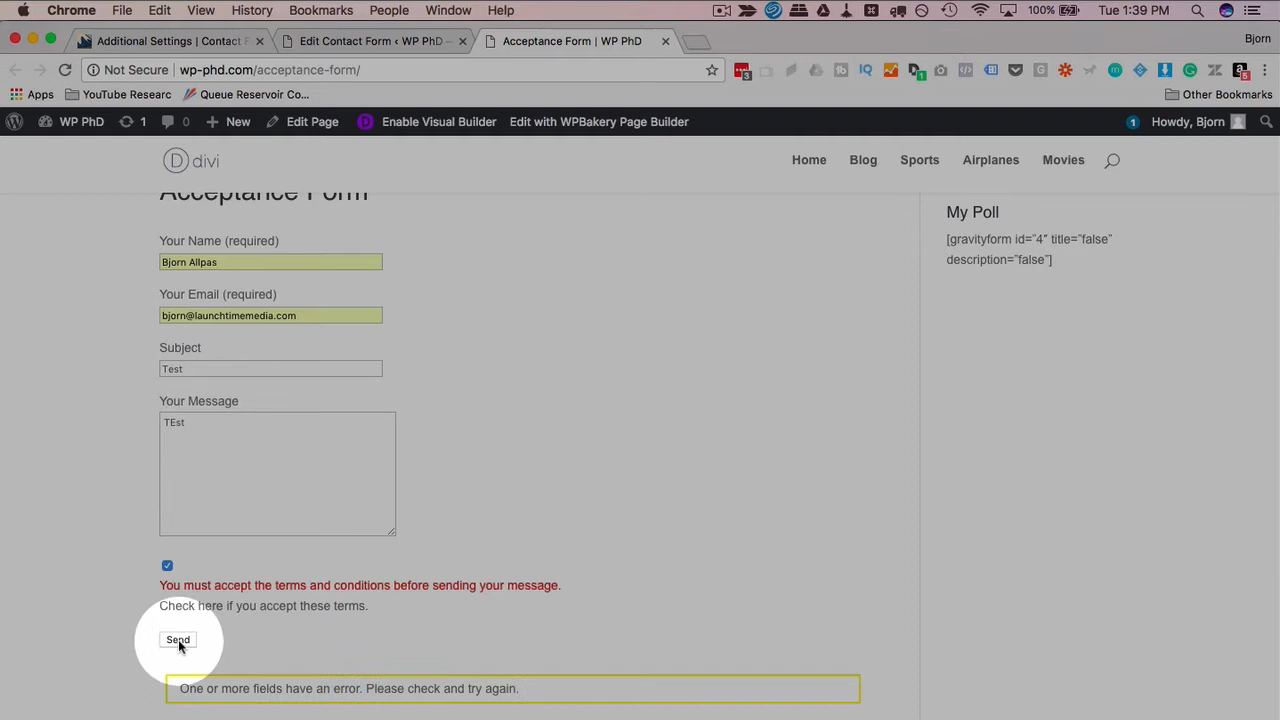 Chrome File Edit View History Bookmarks People Window Help 100% Tue 1:39 PM
Additional Settings | Contact F
Edit Contact Form ‹ WP PhD —
Acceptance Form | WP PhD
Bjorn
Not Secure wp-phd.com/acceptance-form/
Apps YouTube Researc Queue Reservoir Co... Other Bookmarks
WP PhD 1 0 New Edit Page Enable Visual Builder Edit with WPBakery Page Builder 1 Howdy, Bjorn
D divi
Home Blog Sports Airplanes Movies
Acceptance Form
Your Name (required)
Bjorn Allpas
Your Email (required)
bjorn@launchtimemedia.com
Subject
Test
Your Message
TEst
You must accept the terms and conditions before sending your message.
Check here if you accept these terms.
Send
One or more fields have an error. Please check and try again.
My Poll
[gravityform id="4″ title="false"
description="false"]